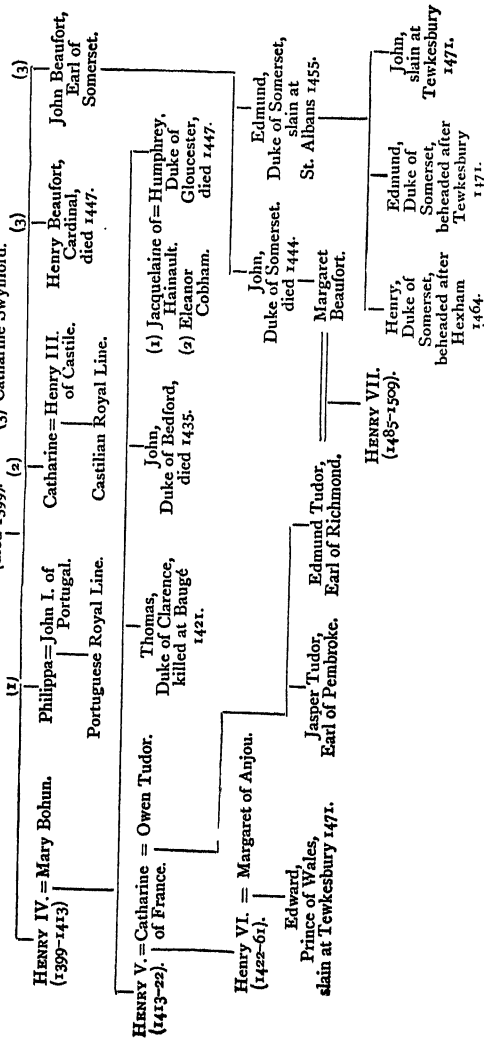 (3) Catharine Swynford.
(died 1399).
(1)
(2)
(3)
(3)
HENRY IV.=Mary Bohun.
(1399-1413)
Philippa=John I. of
Portugal.
Portuguese Royal Line.
Catharine=Henry III.
of Castile.
Castilian Royal Line.
Henry Beaufort,
Cardinal,
died 1447.
John Beaufort,
Earl of
Somerset.
HENRY V.=Catharine = Owen Tudor.
(1413-22). of France.
Thomas,
Duke of Clarence,
killed at Baugé
1421.
John,
Duke of Bedford,
died 1435.
(1) Jacquelaine of=Humphrey,
Hainault. Duke of
(2) Eleanor Gloucester,
Cobham. died 1447.
Henry VI. = Margaret of Anjou.
(1422-61).
John,
Duke of Somerset.
died 1444.
Edmund,
Duke of Somerset,
slain at
St. Albans 1455.
Edward,
Prince of Wales,
slain at Tewkesbury 1471.
Jasper Tudor,
Earl of Pembroke.
Edmund Tudor,
Earl of Richmond.
Margaret
Beaufort.
HENRY VII.
(1485-1509).
Henry,
Duke of
Somerset,
beheaded after
Hexham
1464.
Edmund,
Duke of
Somerset,
beheaded after
Tewkesbury
1471.
John,
slain at
Tewkesbury
1471.